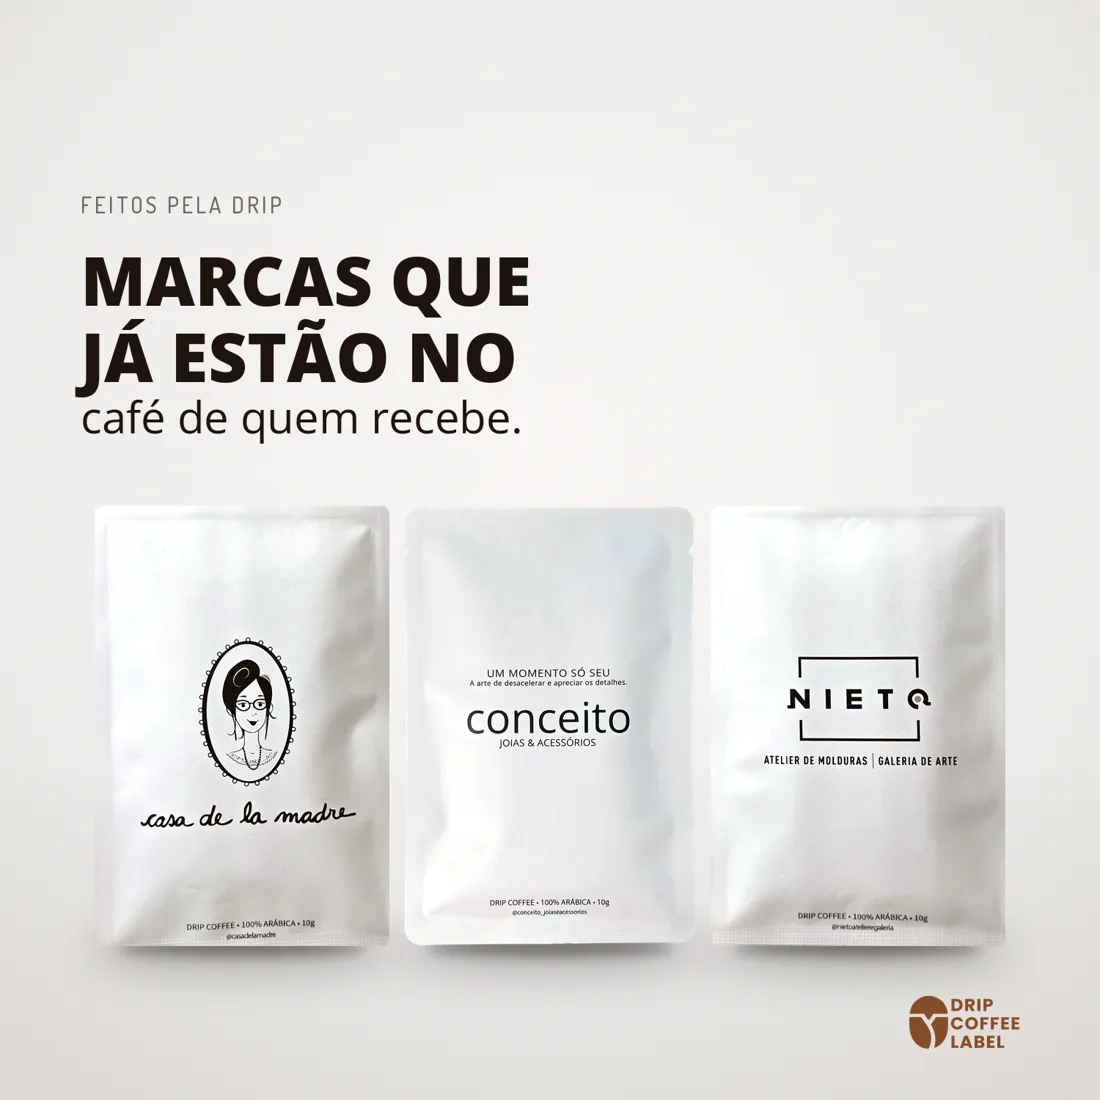 FEITOS PELA DRIP
MARCAS QUE
JÁ ESTÃO NO
café de quem recebe.
casa de la madre
DRIP COFFEE • 100% ARÁBICA • 10g
@casadelamadre
UM MOMENTO SÓ SEU
A arte de desacelerar e apreciar os detalhes.
conceito
JOIAS & ACESSÓRIOS
DRIP COFFEE • 100% ARÁBICA • 10g
@conceito_joiaseacessorios
NIETO
ATELIER DE MOLDURAS | GALERIA DE ARTE
DRIP COFFEE • 100% ARÁBICA • 10g
@nietoatelieregaleria
DRIP
COFFEE
LABEL